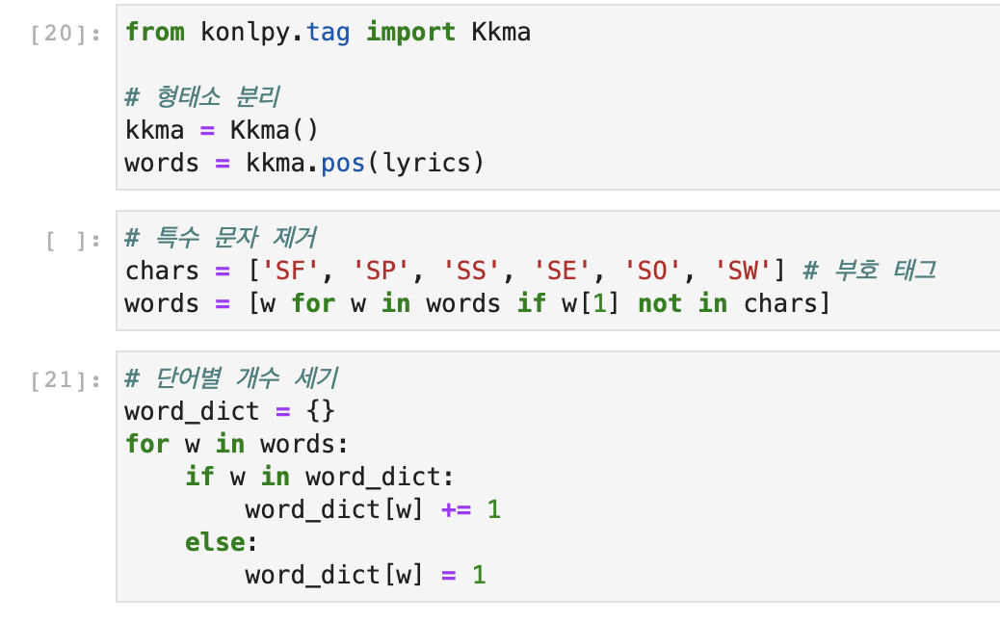 [20]: from konlpy.tag import Kkma
# 형태소 분리
kkma = Kkma()
words = kkma.pos(lyrics)
[ ]: # 특수 문자 제거
chars = ['SF', 'SP', 'SS', 'SE', 'SO', 'SW'] # 부호 태그
words = [w for w in words if w[1] not in chars]
[21]: # 단어별 개수 세기
word_dict = {}
for w in words:
    if w in word_dict:
        word_dict[w] += 1
    else:
        word_dict[w] = 1